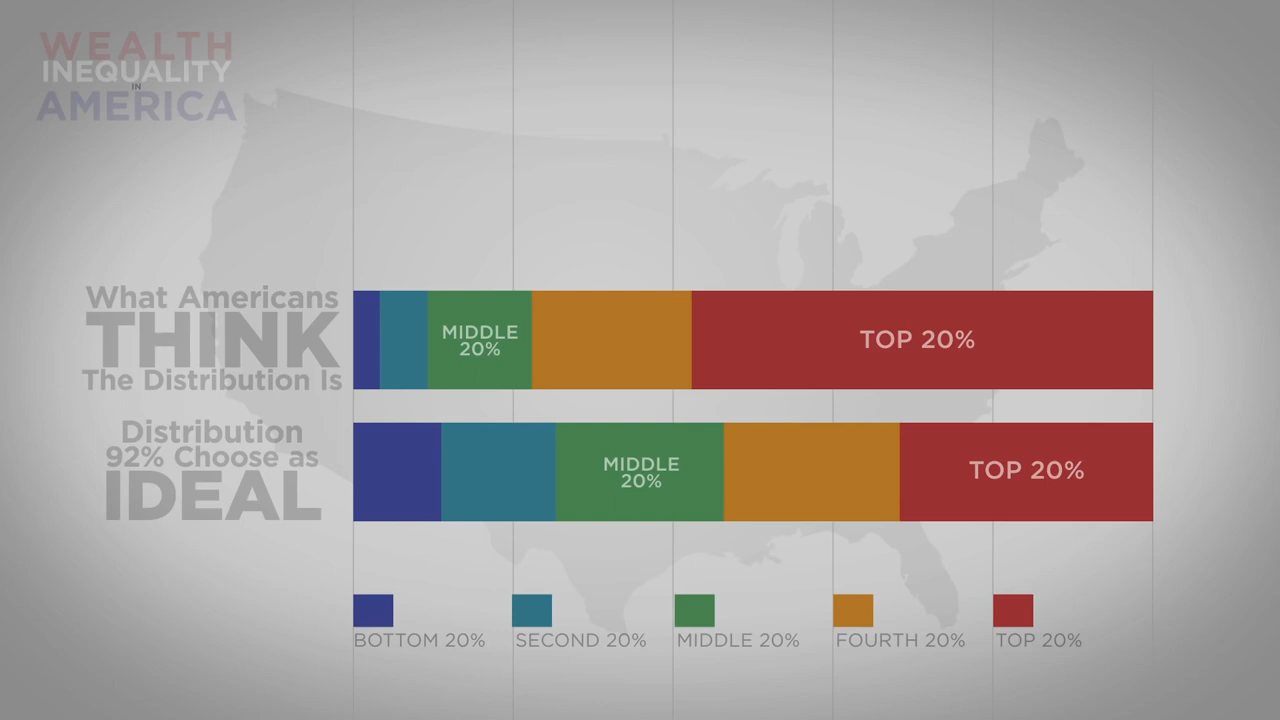 WEALTH
INEQUALITY
IN
AMERICA
What Americans
THINK
The Distribution Is
MIDDLE
20%
TOP 20%
Distribution
92% Choose as
IDEAL
MIDDLE
20%
TOP 20%
BOTTOM 20%
SECOND 20%
MIDDLE 20%
FOURTH 20%
TOP 20%